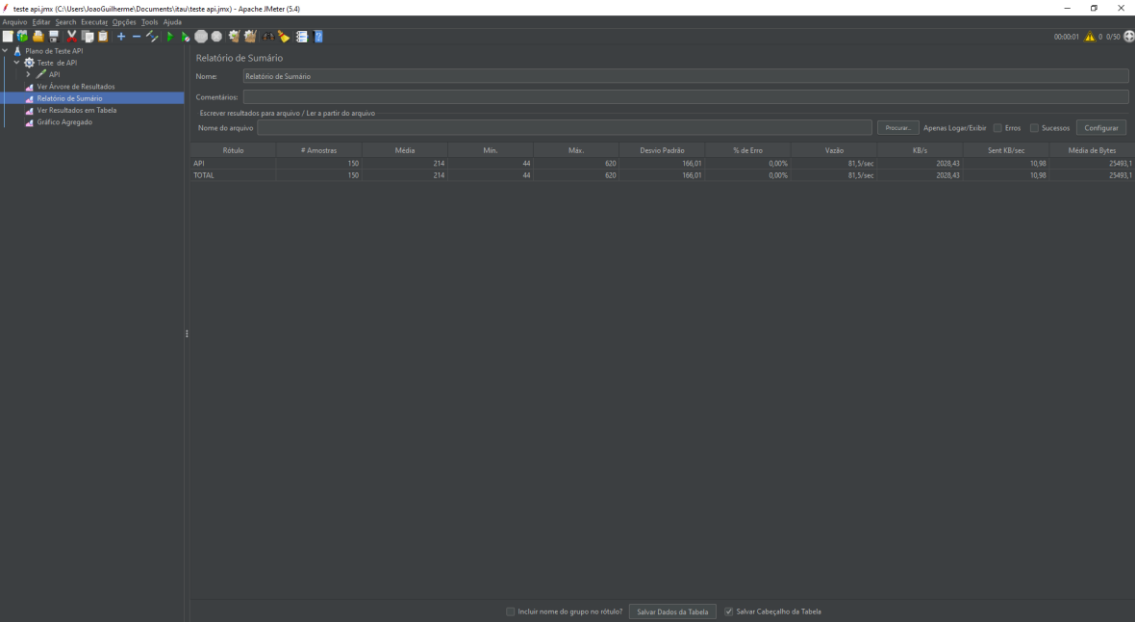 teste api.jmx (C:\Users\JoaoGuilherme\Documents\itau\teste api.jmx) - Apache JMeter (5.4)
Arquivo Editar Search Executar Opções Tools Ajuda
00:00:01 0 0/50
Plano de Teste API
Teste de API
API
Ver Árvore de Resultados
Relatório de Sumário
Ver Resultados em Tabela
Gráfico Agregado
Relatório de Sumário
Nome: Relatório de Sumário
Comentários:
Escrever resultados para arquivo / Ler a partir do arquivo
Nome do arquivo Procurar... Apenas Logar/Exibir Erros Sucessos Configurar
Rótulo # Amostras Média Mín. Máx. Desvio Padrão % de Erro Vazão KB/s Sent KB/sec Média de Bytes
API 150 214 44 620 166,01 0,00% 81,5/sec 2028,43 10,98 25493,1
TOTAL 150 214 44 620 166,01 0,00% 81,5/sec 2028,43 10,98 25493,1
Incluir nome do grupo no rótulo? Salvar Dados da Tabela Salvar Cabeçalho da Tabela